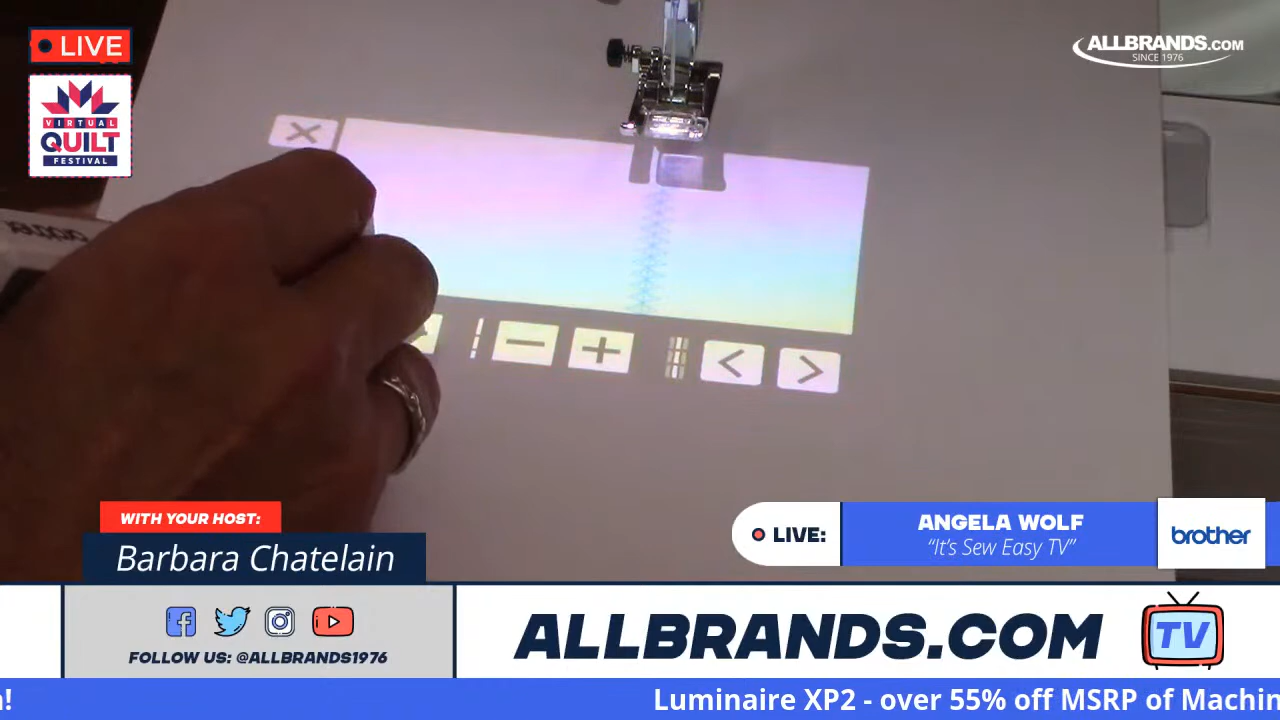 LIVE
VIRTUAL
QUILT
FESTIVAL
ALLBRANDS.COM
SINCE 1976
WITH YOUR HOST:
Barbara Chatelain
LIVE:
ANGELA WOLF
"It's Sew Easy TV"
brother
FOLLOW US: @ALLBRANDS1976
ALLBRANDS.COM
TV
Luminaire XP2 - over 55% off MSRP of Machin